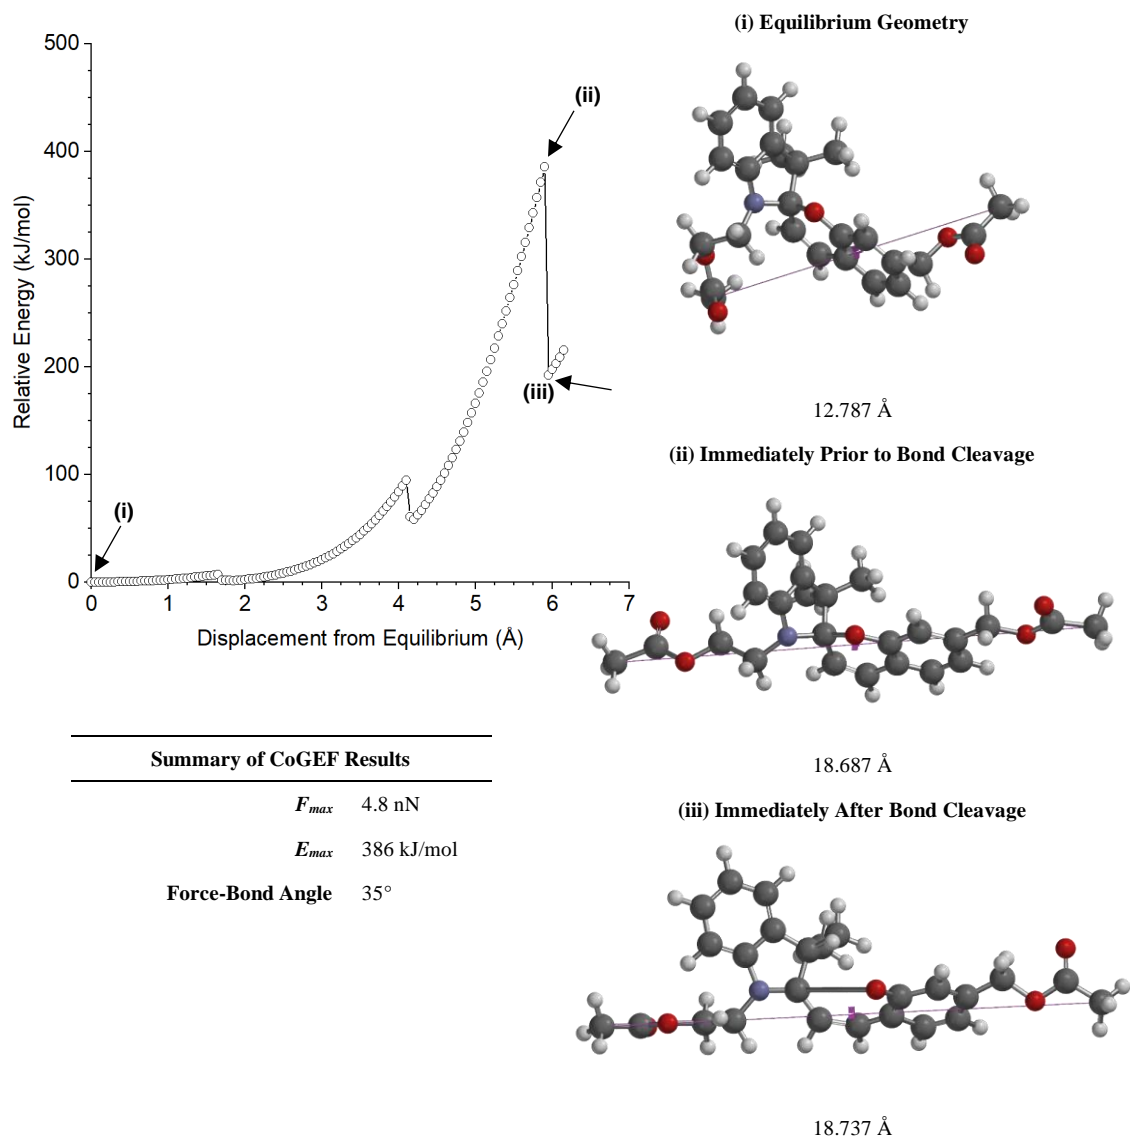 (i) Equilibrium Geometry
500
400
300
200
100
0
Relative Energy (kJ/mol)
(ii)
(iii)
(i)
0 1 2 3 4 5 6 7
Displacement from Equilibrium (Å)
12.787 Å
(ii) Immediately Prior to Bond Cleavage
18.687 Å
Summary of CoGEF Results
Fmax 4.8 nN
Emax 386 kJ/mol
Force-Bond Angle 35°
(iii) Immediately After Bond Cleavage
18.737 Å